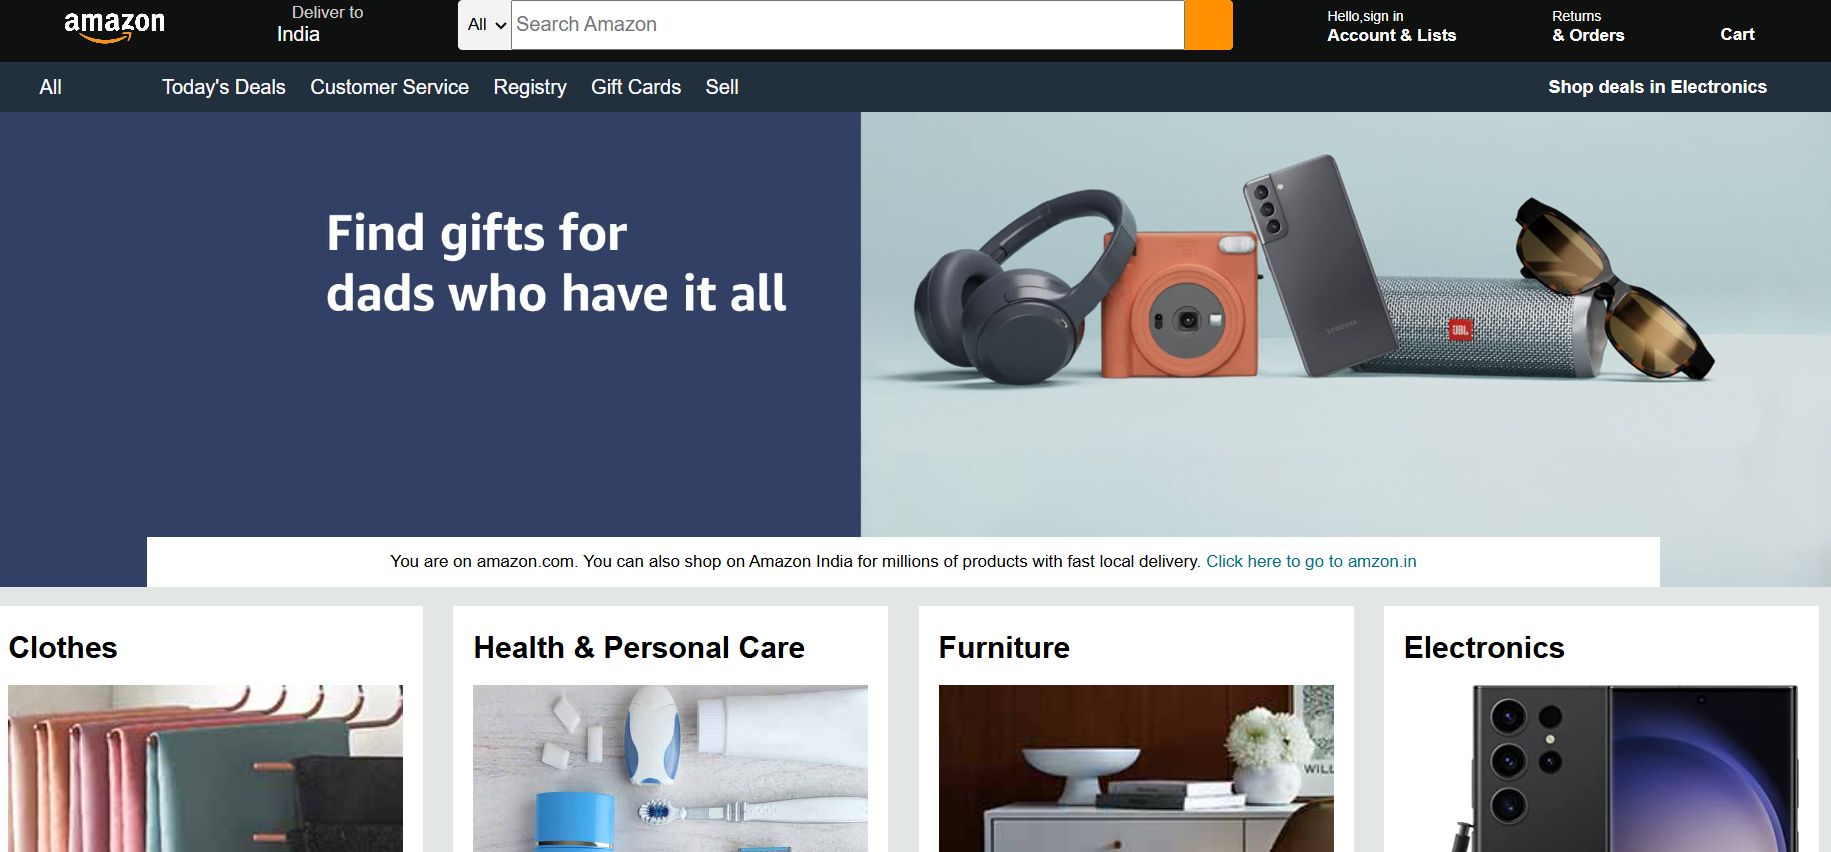 amazon
Deliver to
India
All
Search Amazon
Hello,sign in
Account & Lists
Returns
& Orders
Cart
All
Today's Deals
Customer Service
Registry
Gift Cards
Sell
Shop deals in Electronics
Find gifts for
dads who have it all
SAMSUNG
JBL
You are on amazon.com. You can also shop on Amazon India for millions of products with fast local delivery. Click here to go to amzon.in
Clothes
Health & Personal Care
Furniture
Electronics
WILL